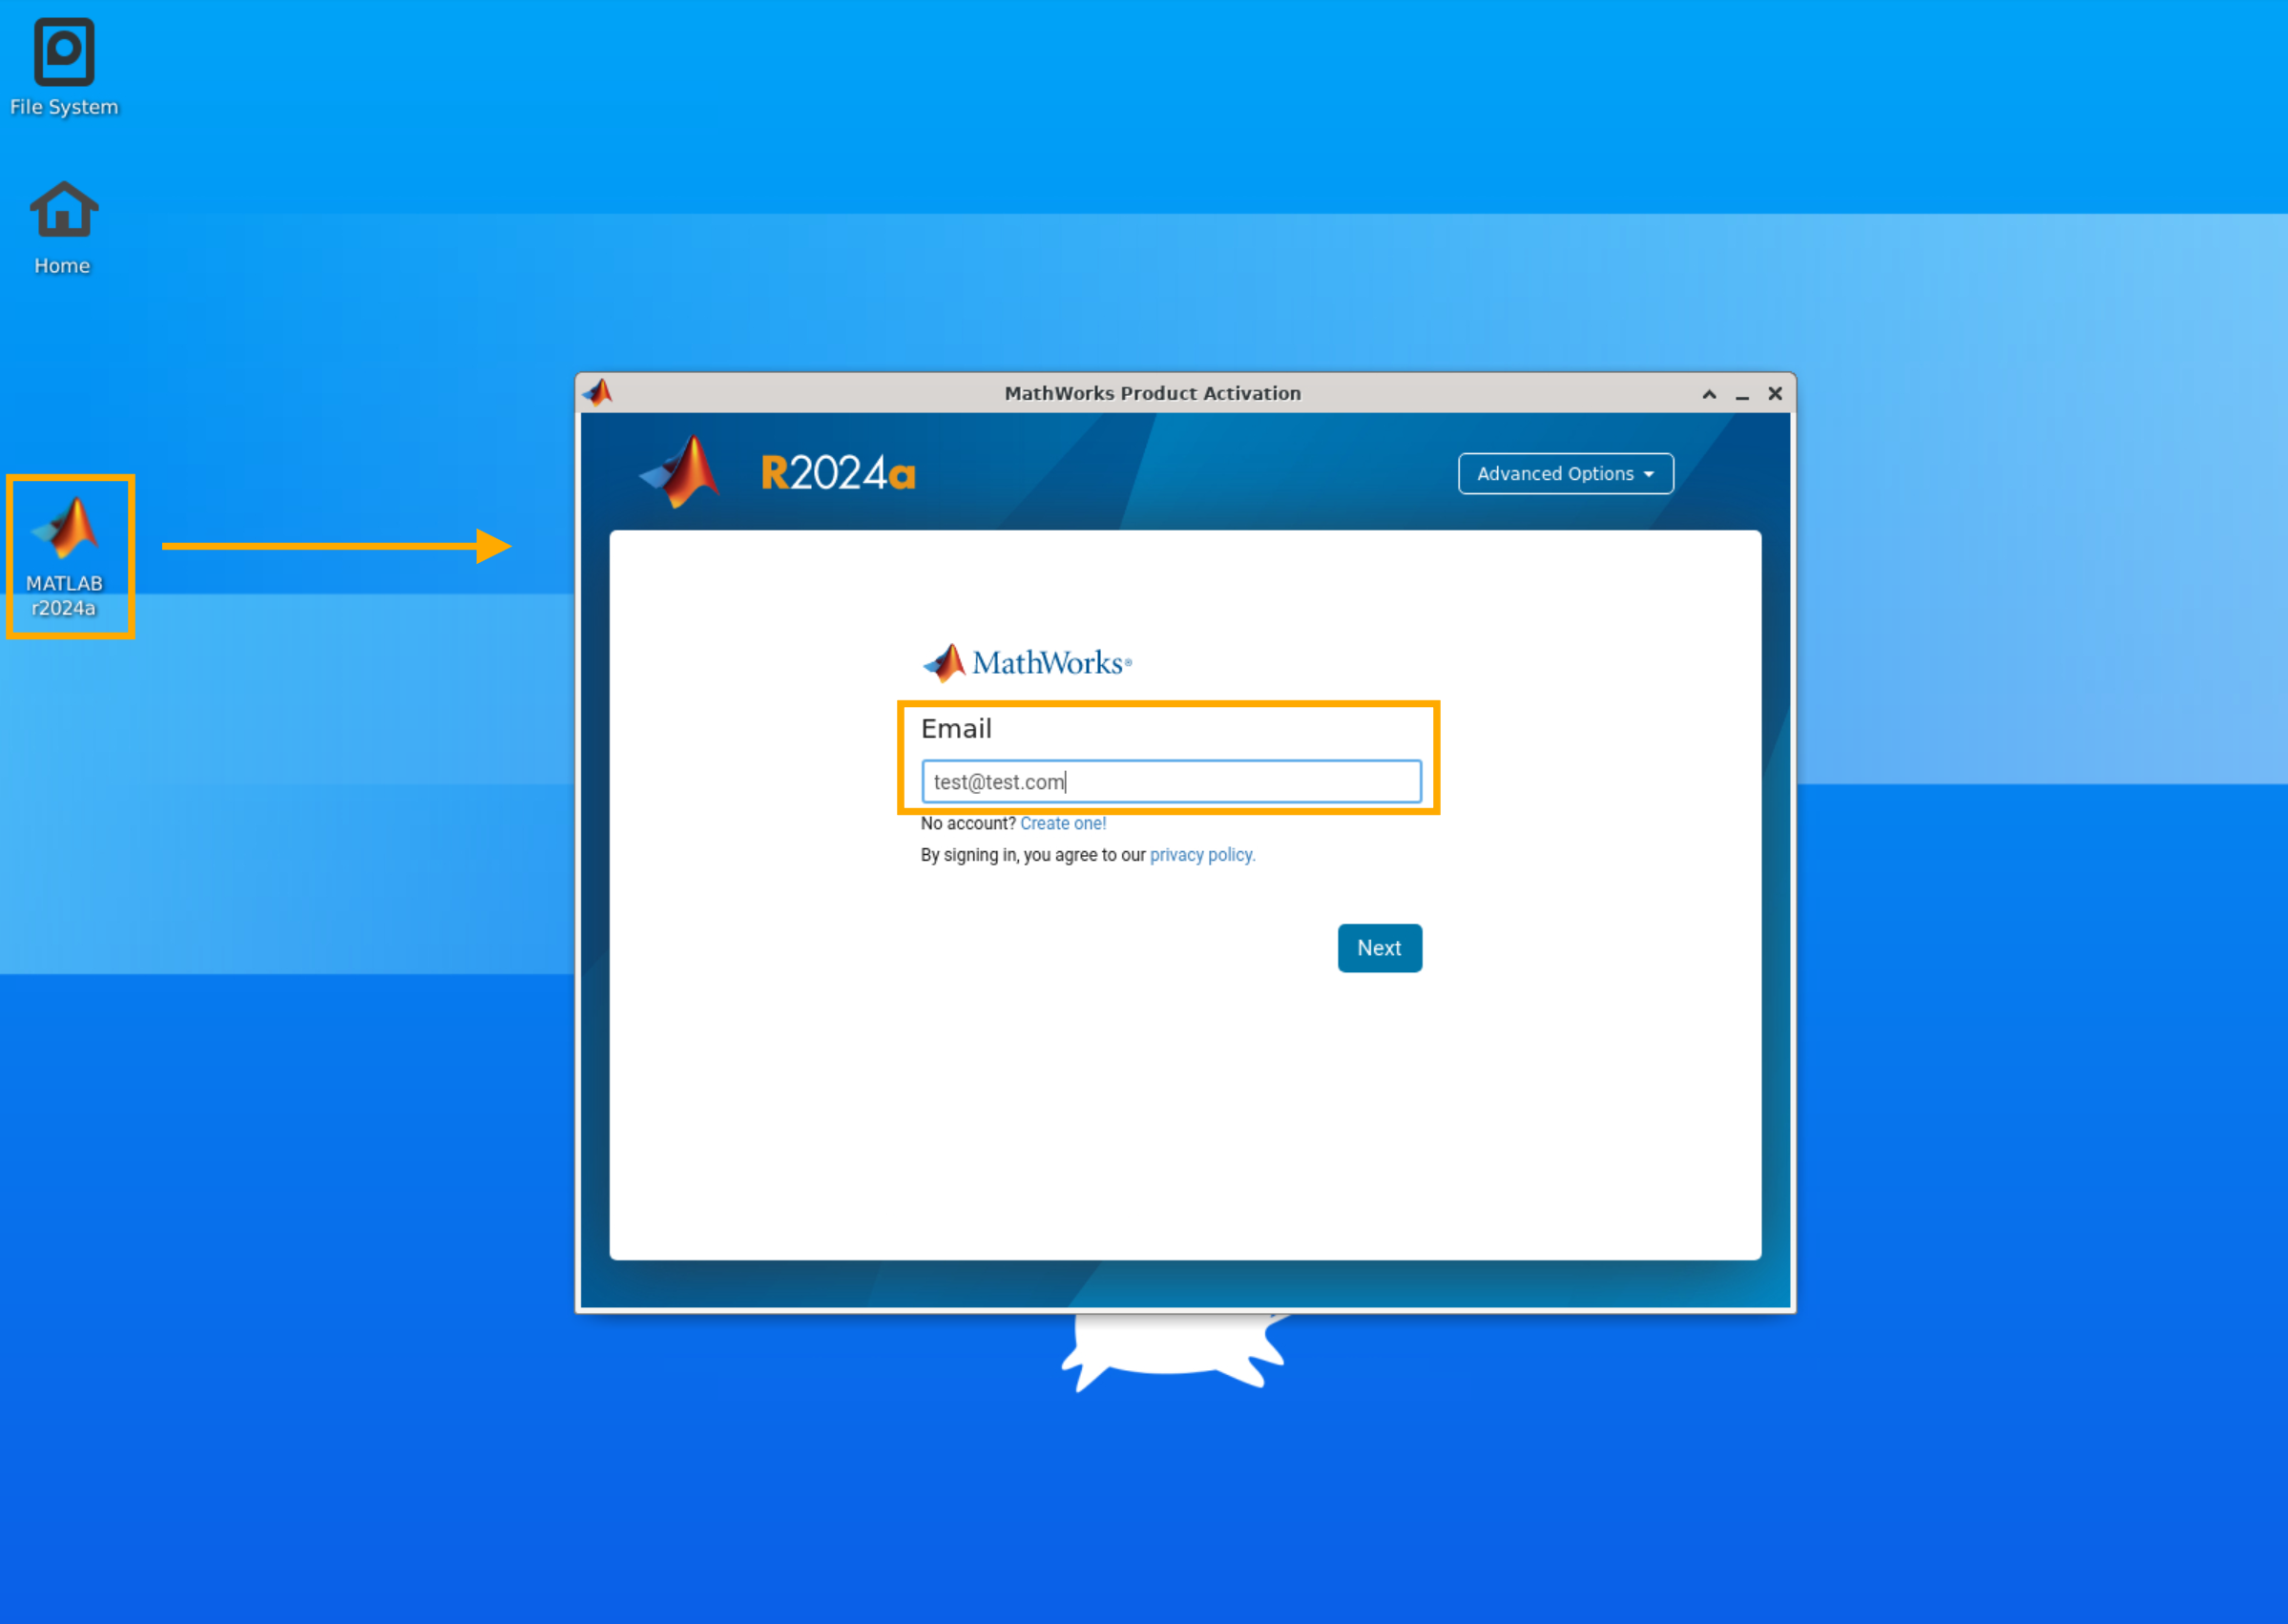 File System
Home
MATLAB
r2024a
MathWorks Product Activation
R2024a
Advanced Options
MathWorks®
Email
test@test.com
No account? Create one!
By signing in, you agree to our privacy policy.
Next